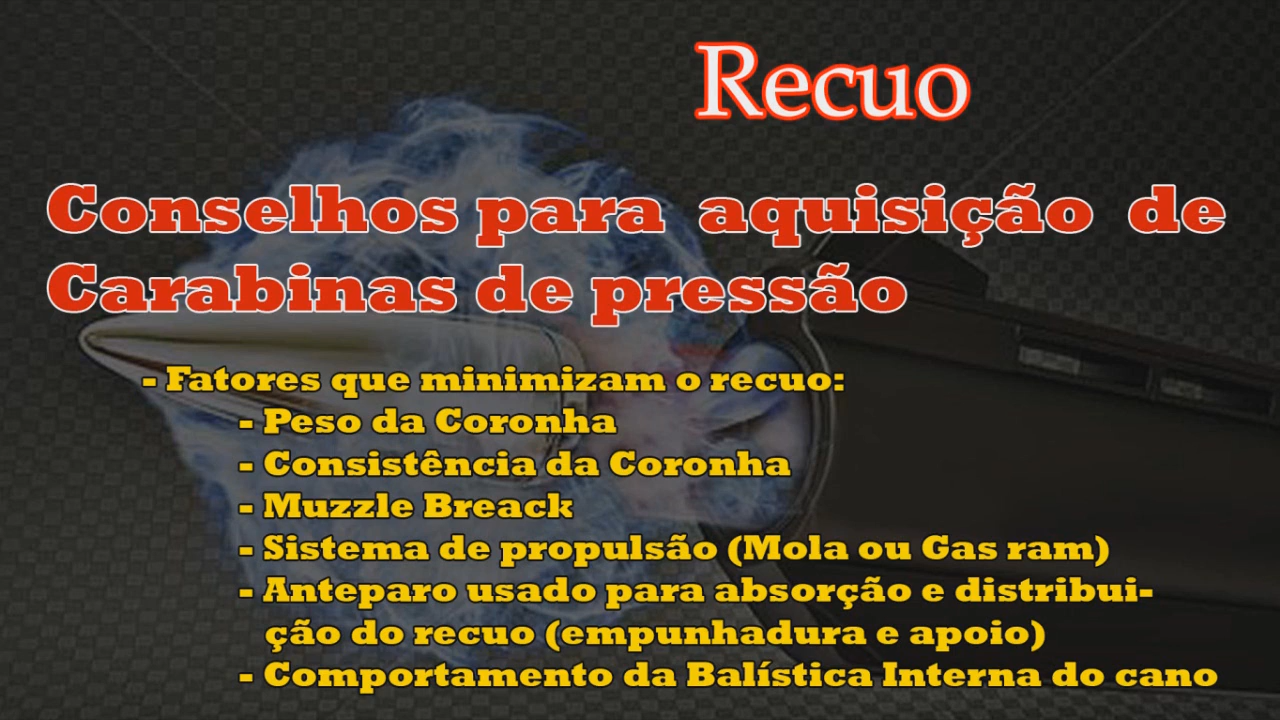 Recuo
Conselhos para aquisição de
Carabinas de pressão
- Fatores que minimizam o recuo:
- Peso da Coronha
- Consistência da Coronha
- Muzzle Breack
- Sistema de propulsão (Mola ou Gas ram)
- Anteparo usado para absorção e distribui-
ção do recuo (empunhadura e apoio)
- Comportamento da Balística Interna do cano